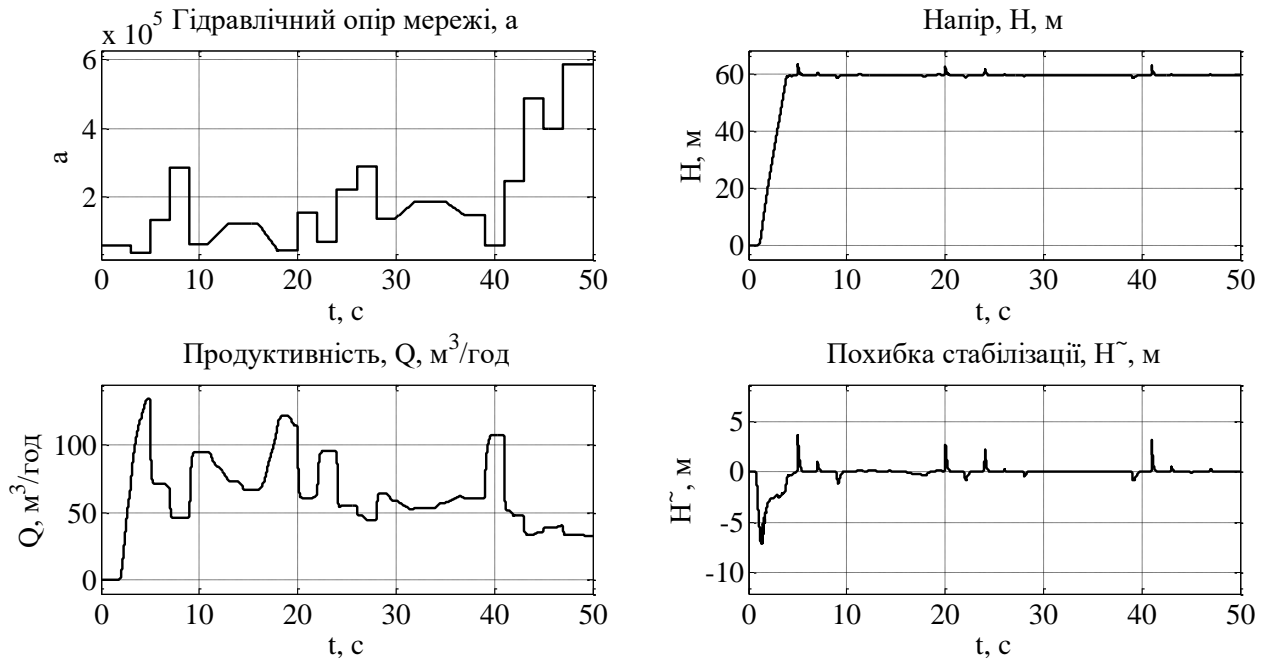 Гідравлічний опір мережі, а
x 10^5
6
4
2
а
0 10 20 30 40 50
t, с
Напір, Н, м
60
40
20
0
Н, м
0 10 20 30 40 50
t, с
Продуктивність, Q, м^3/год
100
50
0
Q, м^3/год
0 10 20 30 40 50
t, с
Похибка стабілізації, H~, м
5
0
-5
-10
H~, м
0 10 20 30 40 50
t, с